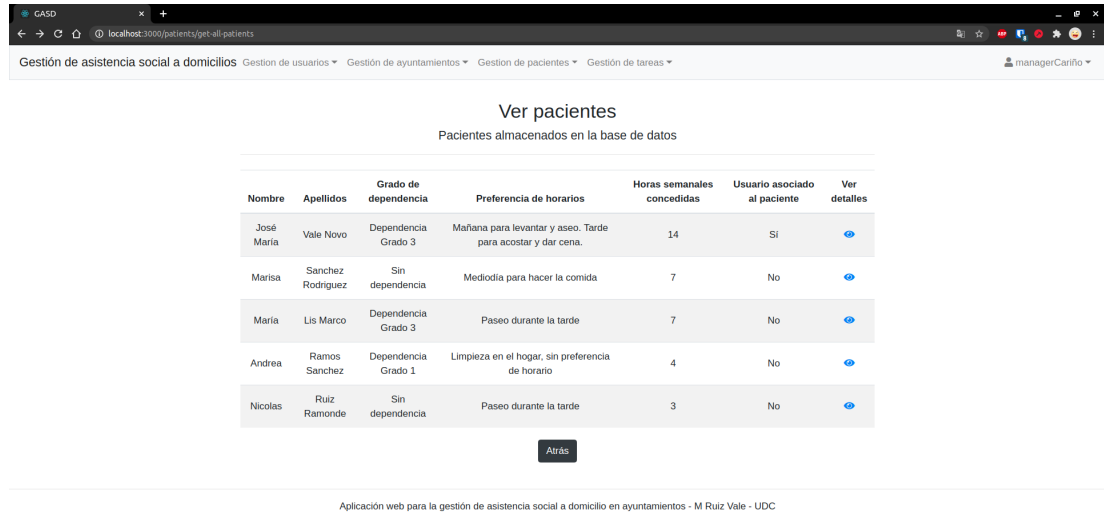 GASD
localhost:3000/patients/get-all-patients
Gestión de asistencia social a domicilios Gestion de usuarios Gestión de ayuntamientos Gestion de pacientes Gestión de tareas managerCariño
Ver pacientes
Pacientes almacenados en la base de datos
Nombre Apellidos Grado de dependencia Preferencia de horarios Horas semanales concedidas Usuario asociado al paciente Ver detalles
José María Vale Novo Dependencia Grado 3 Mañana para levantar y aseo. Tarde para acostar y dar cena. 14 Sí
Marisa Sanchez Rodriguez Sin dependencia Mediodía para hacer la comida 7 No
María Lis Marco Dependencia Grado 3 Paseo durante la tarde 7 No
Andrea Ramos Sanchez Dependencia Grado 1 Limpieza en el hogar, sin preferencia de horario 4 No
Nicolas Ruiz Ramonde Sin dependencia Paseo durante la tarde 3 No
Atrás
Aplicación web para la gestión de asistencia social a domicilio en ayuntamientos - M Ruiz Vale - UDC